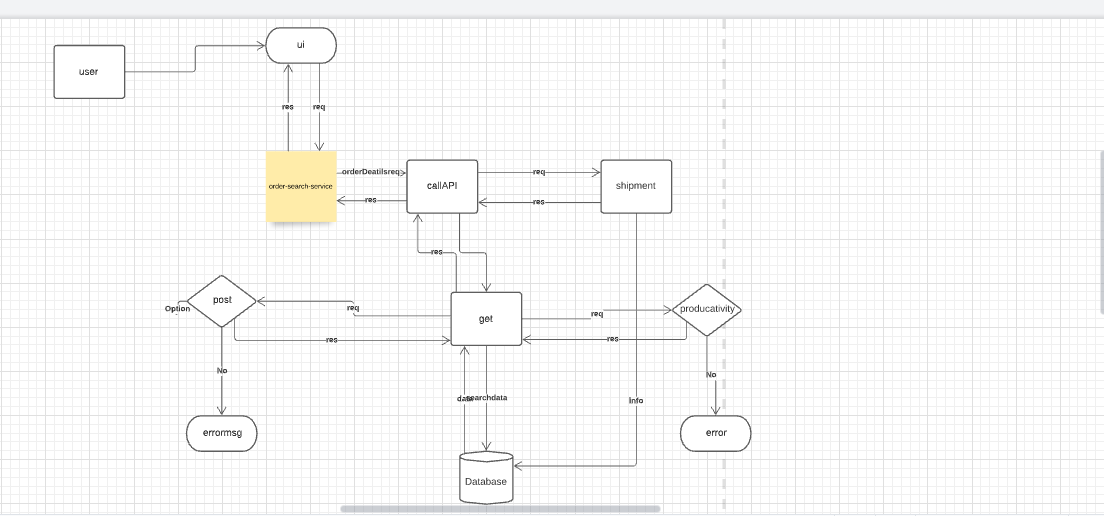 ui
user
res
req
order-search-service
orderDeatilsreq
callAPI
req
shipment
res
res
res
post
Option
req
get
req
producativity
res
res
No
No
data
searchdata
Info
errormsg
error
Database